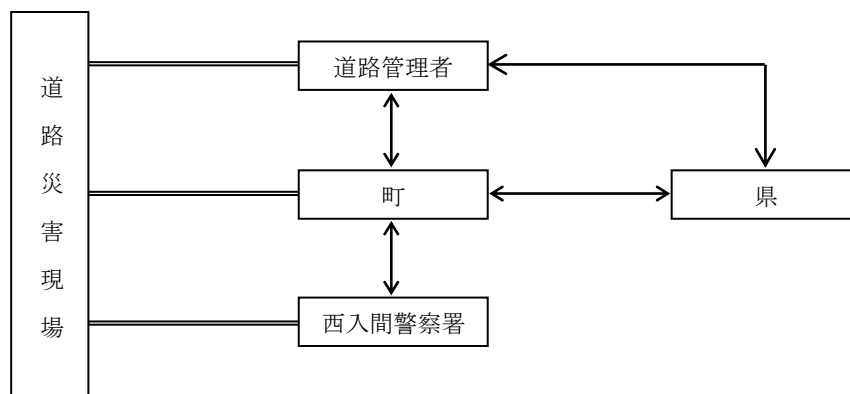 道路災害現場
道路管理者
町
県
西入間警察署